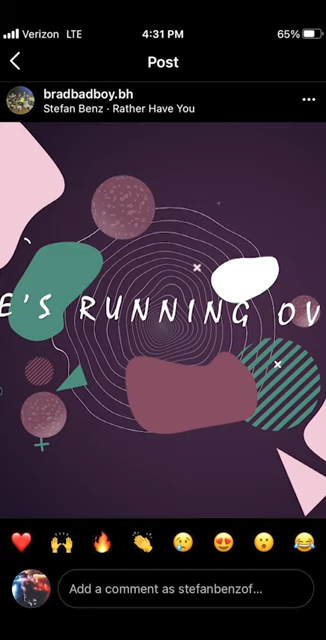 Verizon LTE 4:31 PM 65%
Post
bradbadboy.bh
Stefan Benz · Rather Have You
E'S RUNNING OV
Add a comment as stefanbenzof...